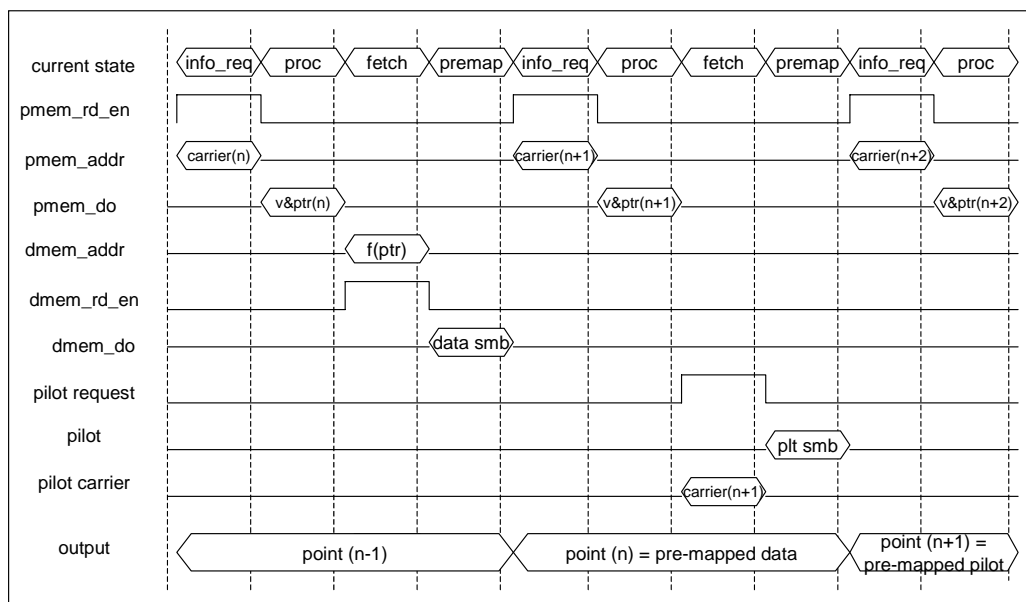 current state info_req proc fetch premap info_req proc fetch premap info_req proc
pmem_rd_en
pmem_addr carrier(n) carrier(n+1) carrier(n+2)
pmem_do v&ptr(n) v&ptr(n+1) v&ptr(n+2)
dmem_addr f(ptr)
dmem_rd_en
dmem_do data smb
pilot request
pilot plt smb
pilot carrier carrier(n+1)
output point (n-1) point (n) = pre-mapped data point (n+1) =
pre-mapped pilot